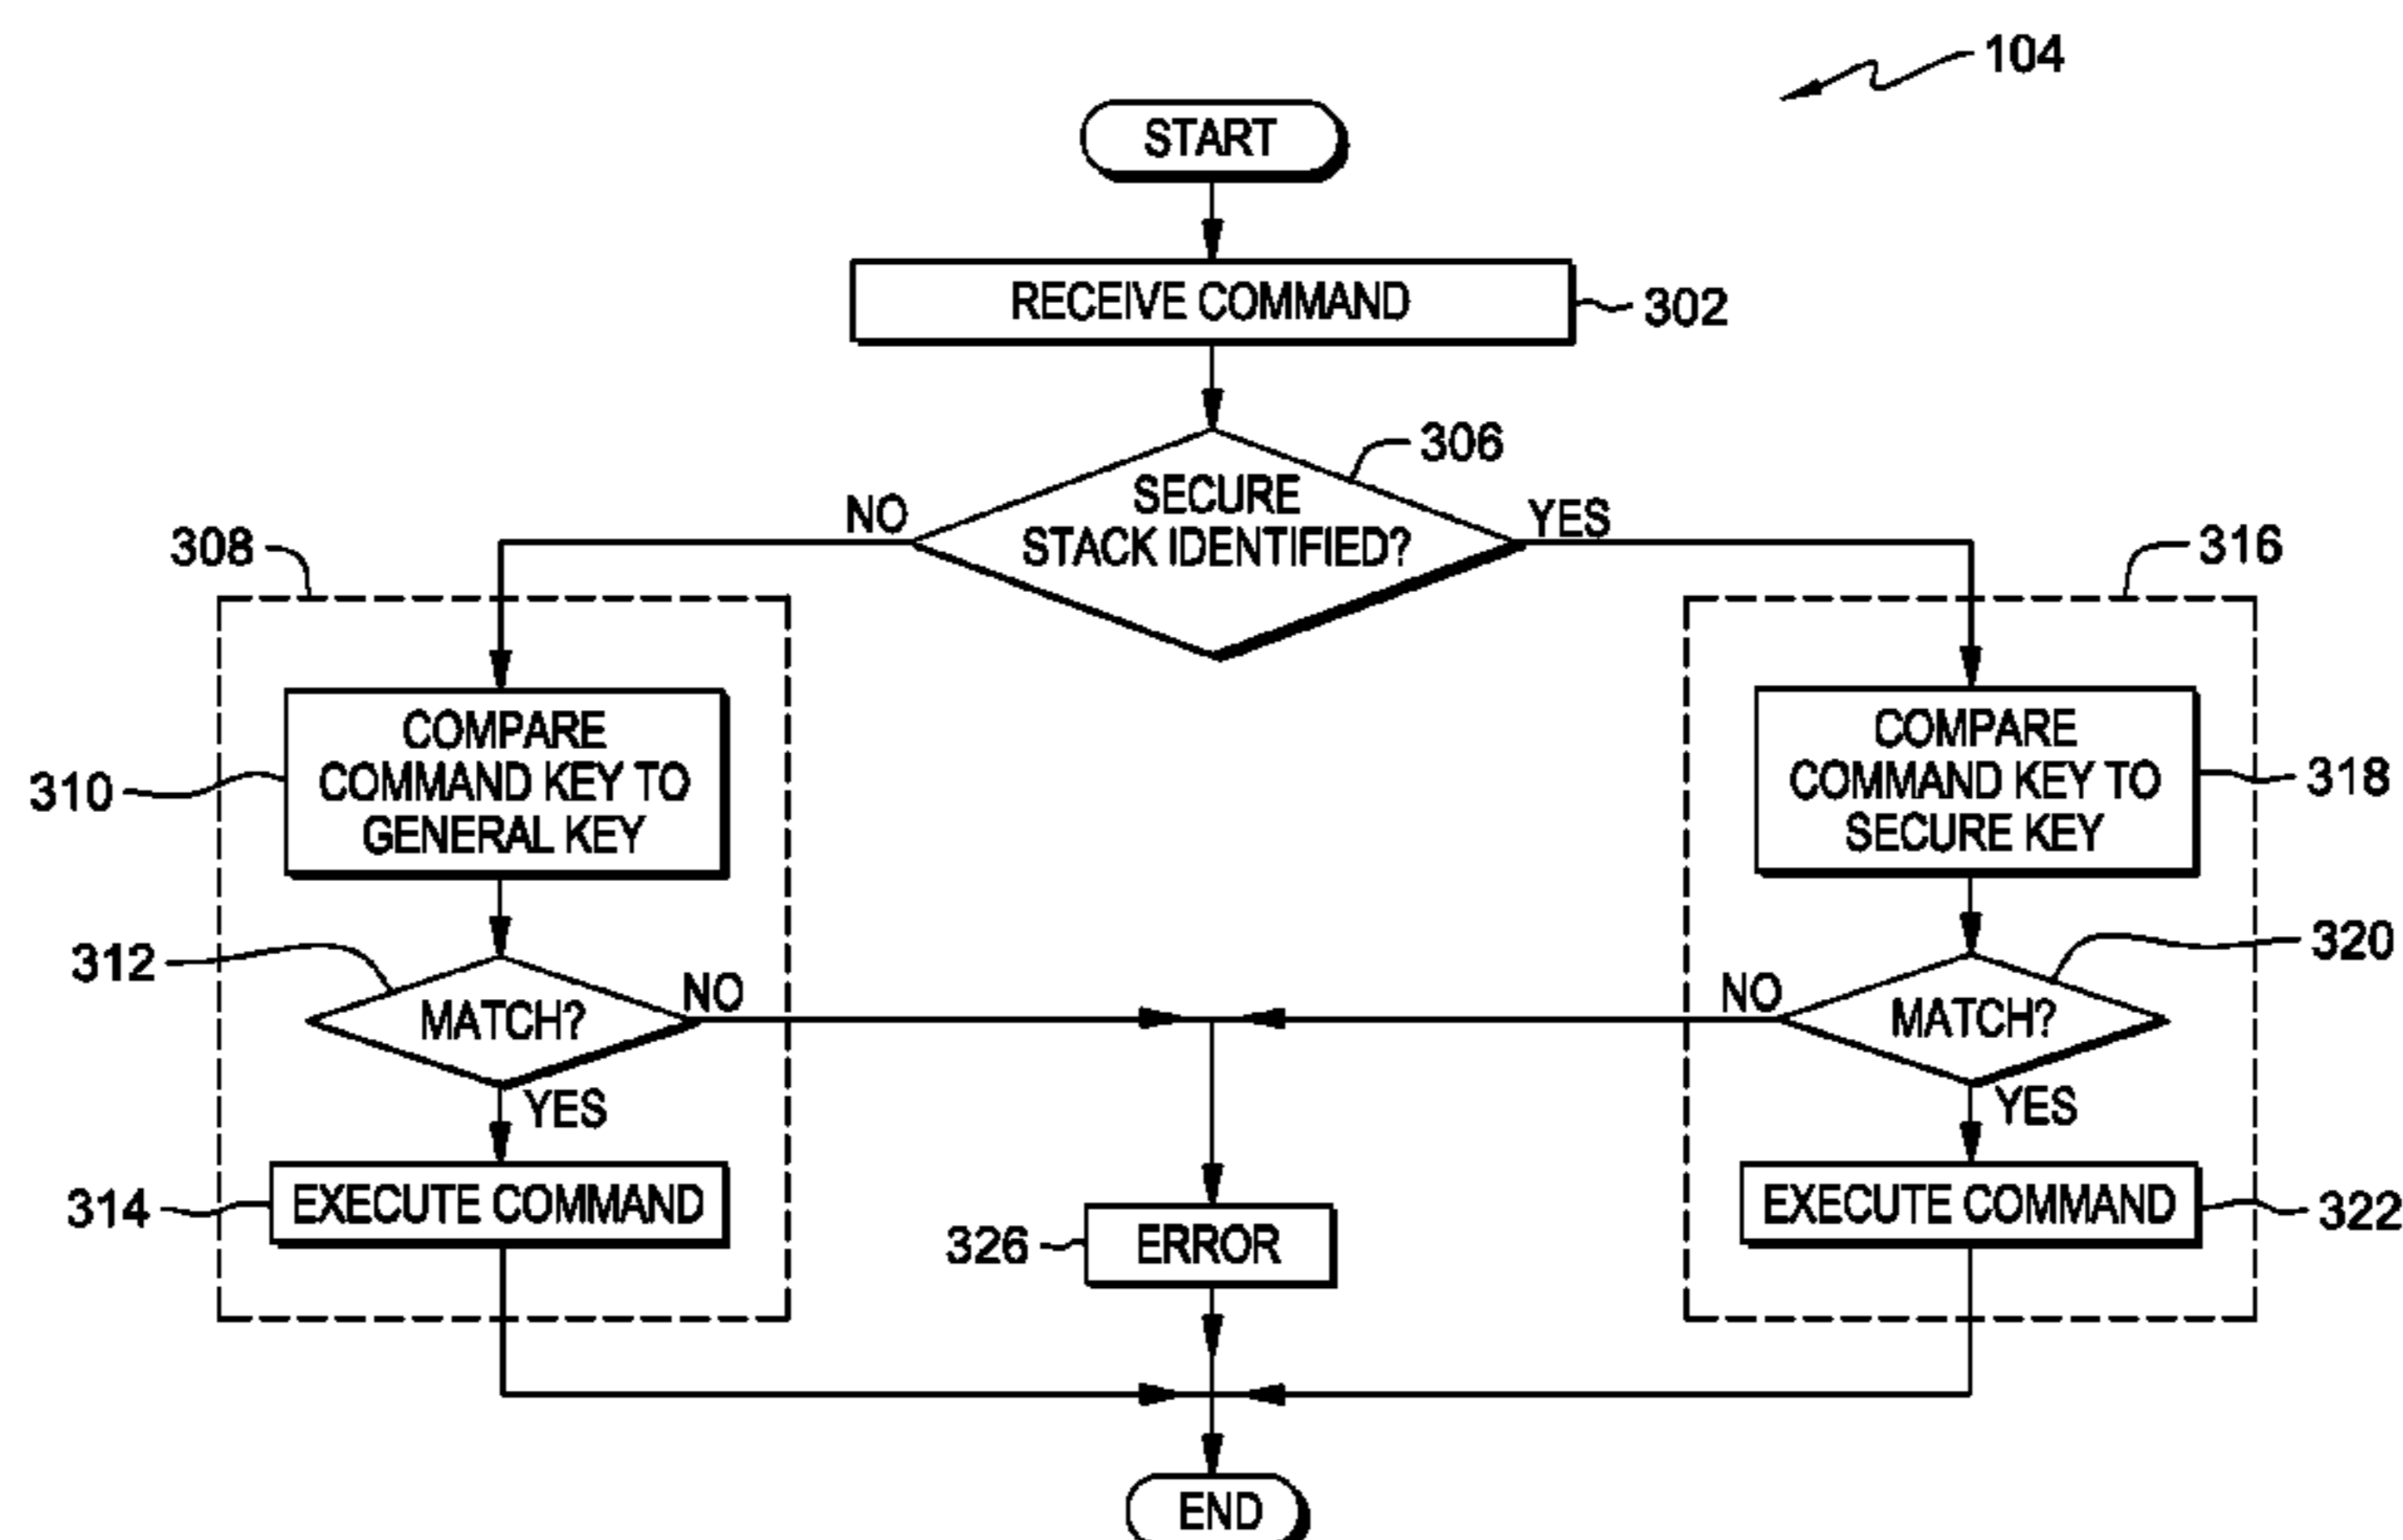 104
START
RECEIVE COMMAND
302
306
SECURE
STACK IDENTIFIED?
NO
YES
308
316
COMPARE
COMMAND KEY TO
GENERAL KEY
310
COMPARE
COMMAND KEY TO
SECURE KEY
318
312
MATCH?
NO
YES
320
MATCH?
NO
YES
314
EXECUTE COMMAND
326
ERROR
EXECUTE COMMAND
322
END